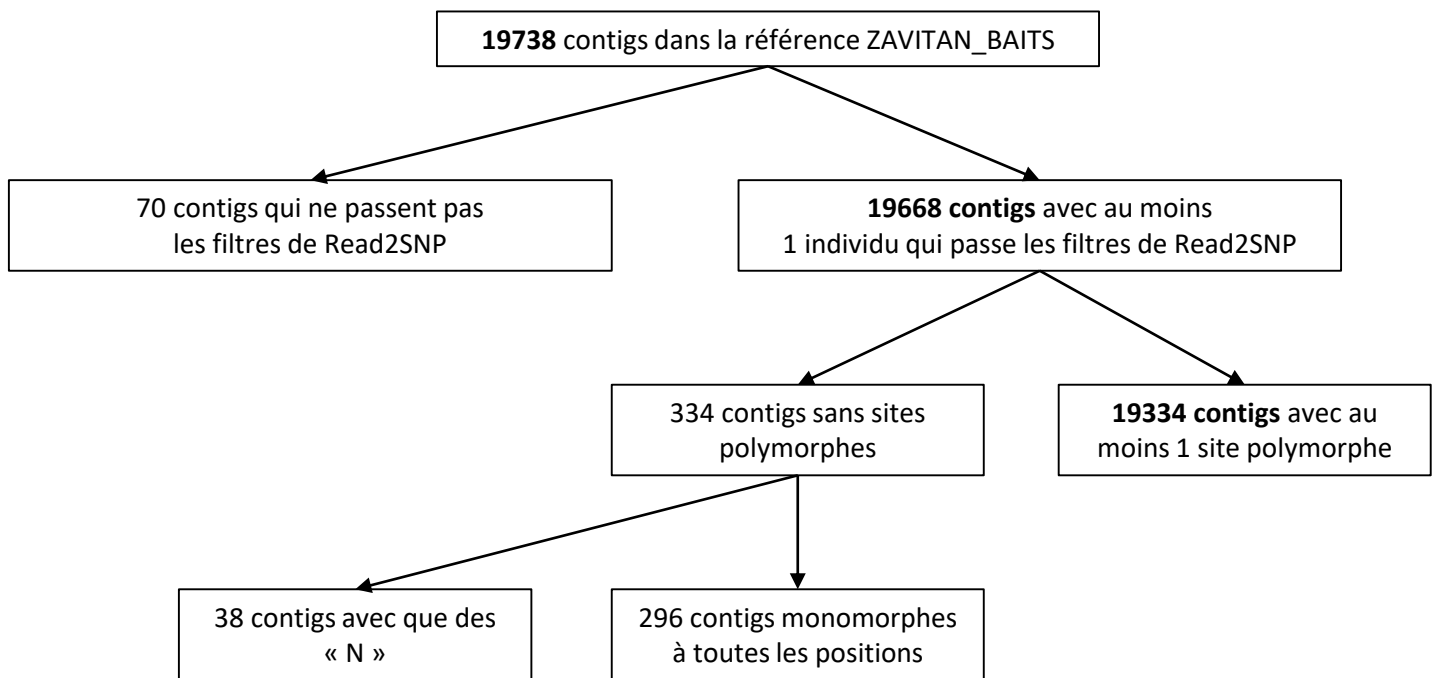 19738 contigs dans la référence ZAVITAN_BAITS
70 contigs qui ne passent pas
les filtres de Read2SNP
19668 contigs avec au moins
1 individu qui passe les filtres de Read2SNP
334 contigs sans sites
polymorphes
19334 contigs avec au
moins 1 site polymorphe
38 contigs avec que des
« N »
296 contigs monomorphes
à toutes les positions